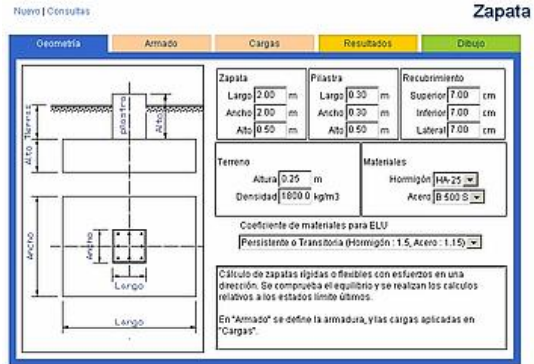 Nuevo | Consultas
Zapata
Geometría
Armado
Cargas
Resultados
Dibujo
Tierras
Alto
pilastra
Alto
Ancho
Ancho
Largo
Largo
Zapata
Largo 2.00 m
Ancho 2.00 m
Alto 0.50 m
Pilastra
Largo 0.30 m
Ancho 0.30 m
Alto 0.50 m
Recubrimiento
Superior 7.00 cm
Inferior 7.00 cm
Lateral 7.00 cm
Terreno
Altura 0.25 m
Densidad 1800.0 kg/m3
Materiales
Hormigón HA-25
Acero B 500 S
Coeficiente de materiales para ELU
Persistente o Transitoria (Hormigón : 1.5, Acero : 1.15)
Cálculo de zapatas rígidas o flexibles con esfuerzos en una
dirección. Se comprueba el equilibrio y se realizan los calculos
relativos a los estados límite últimos.
En "Armado" se define la armadura, y las cargas aplicadas en
"Cargas".